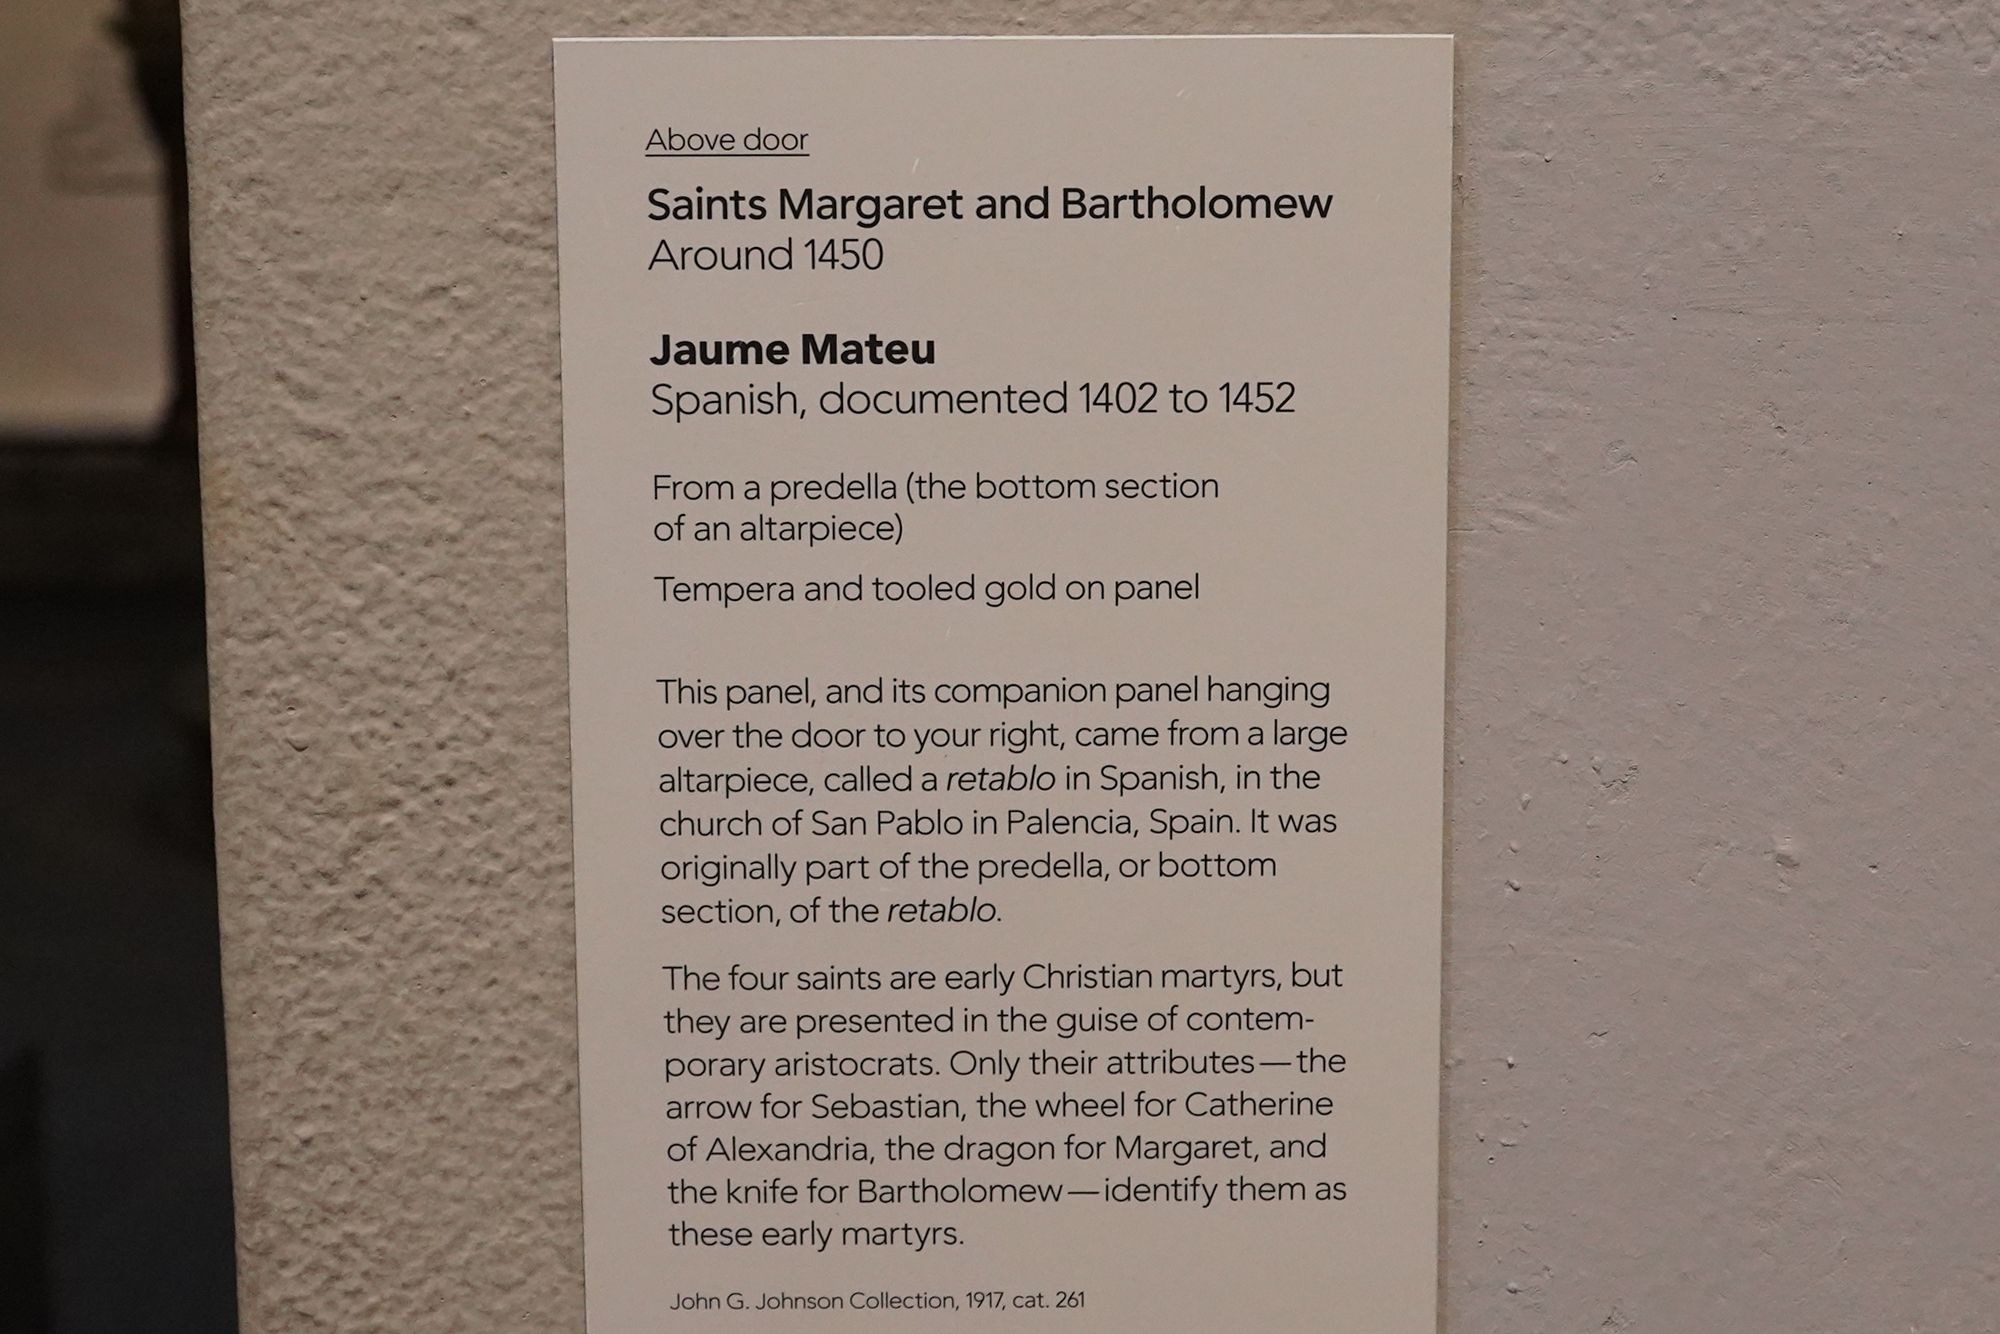 Above door
Saints Margaret and Bartholomew
Around 1450
Jaume Mateu
Spanish, documented 1402 to 1452
From a predella (the bottom section
of an altarpiece)
Tempera and tooled gold on panel
This panel, and its companion panel hanging
over the door to your right, came from a large
altarpiece, called a retablo in Spanish, in the
church of San Pablo in Palencia, Spain. It was
originally part of the predella, or bottom
section, of the retablo.
The four saints are early Christian martyrs, but
they are presented in the guise of contem-
porary aristocrats. Only their attributes—the
arrow for Sebastian, the wheel for Catherine
of Alexandria, the dragon for Margaret, and
the knife for Bartholomew—identify them as
these early martyrs.
John G. Johnson Collection, 1917, cat. 261